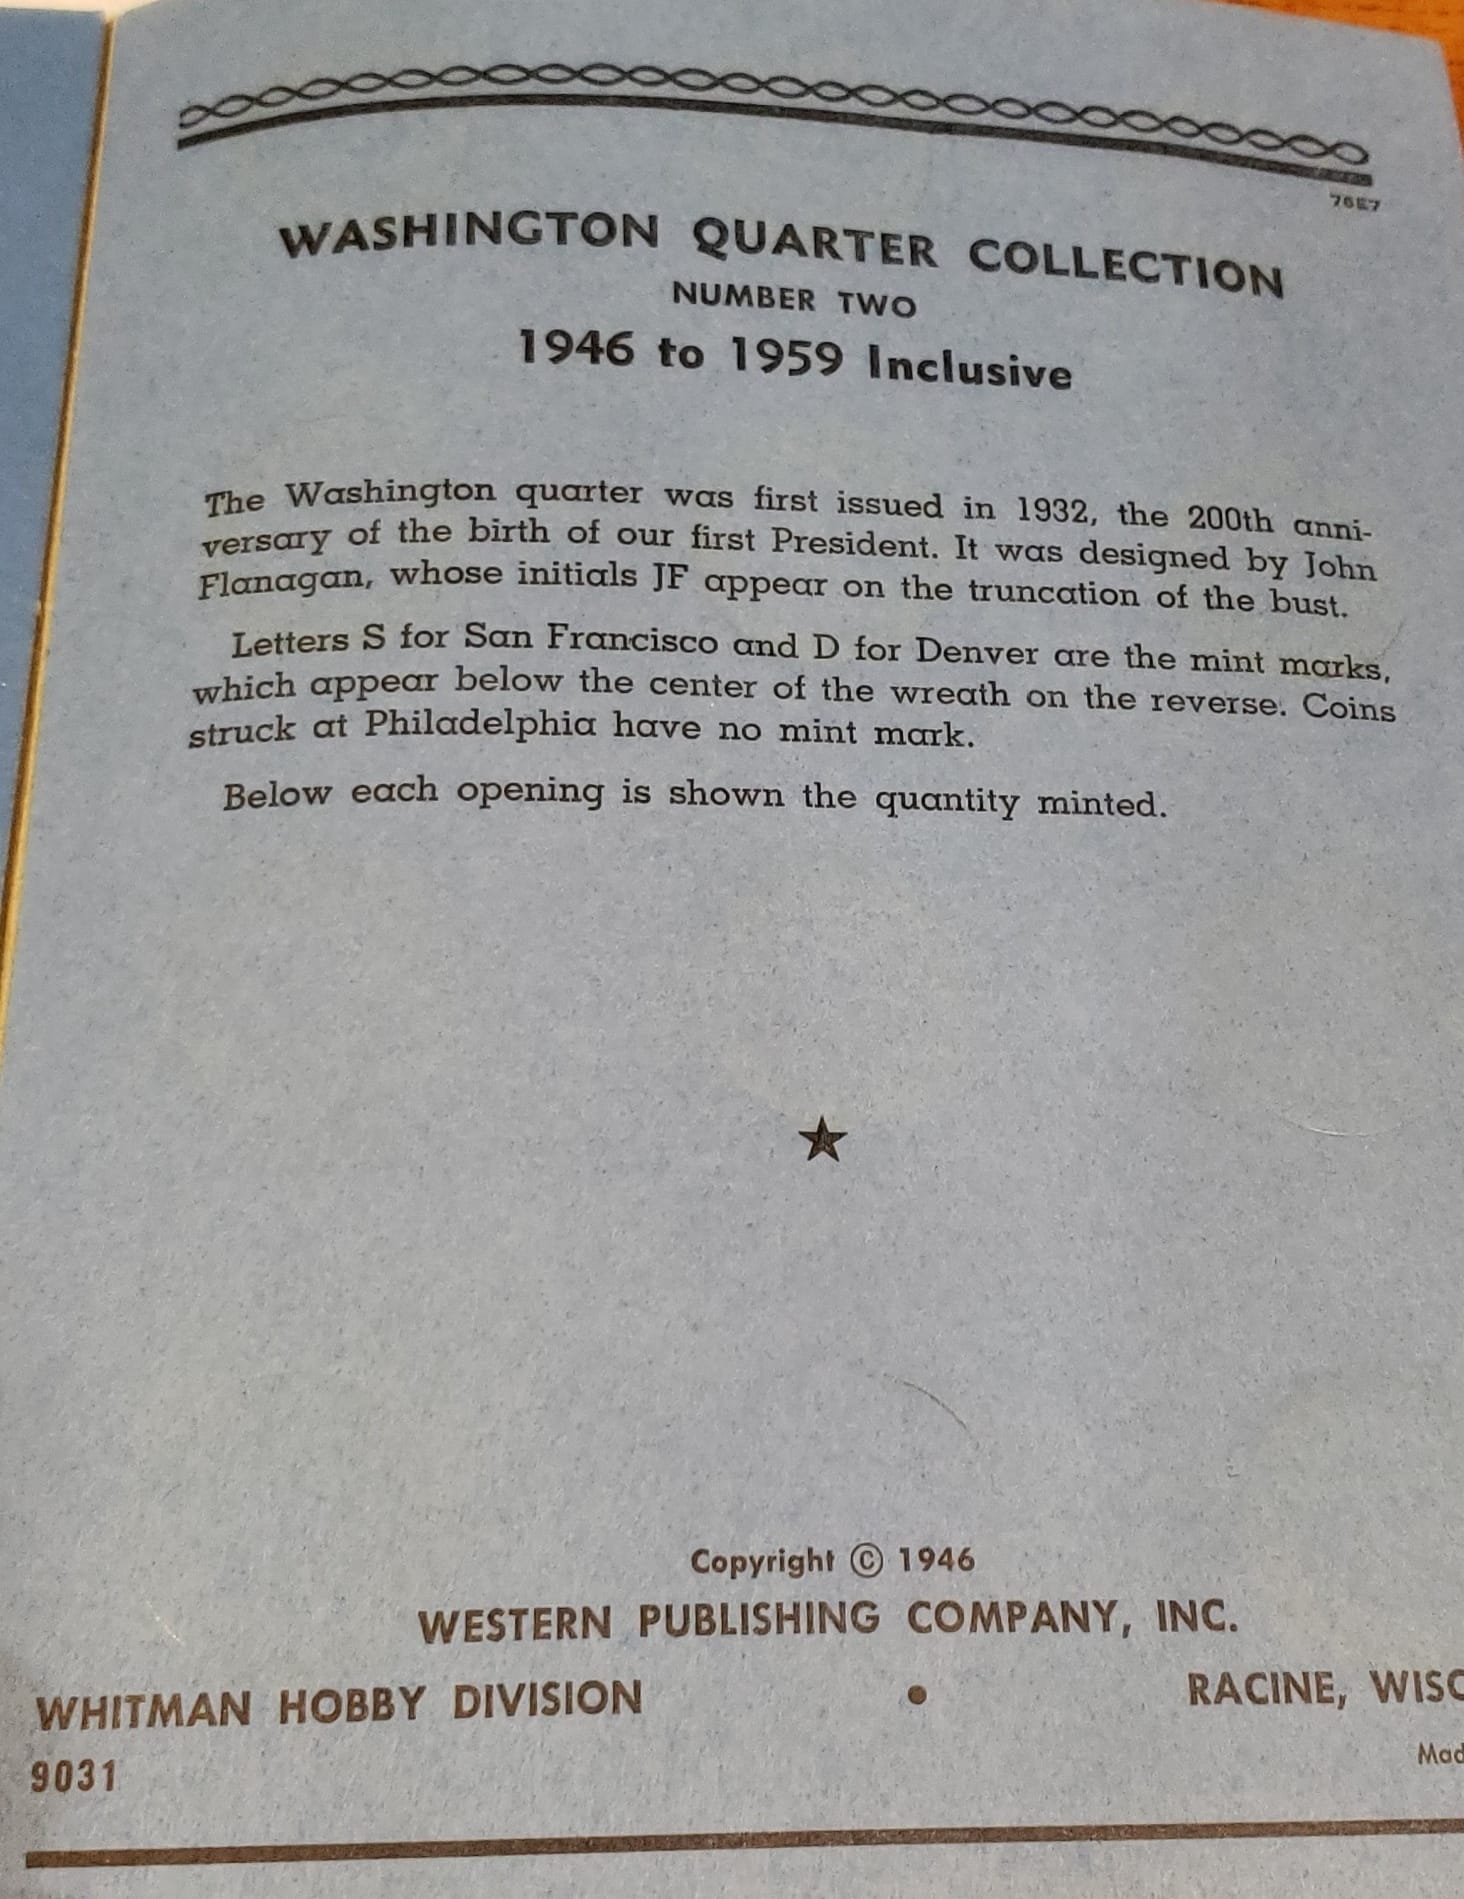 76E7
WASHINGTON QUARTER COLLECTION
NUMBER TWO
1946 to 1959 Inclusive
The Washington quarter was first issued in 1932, the 200th anni-
versary of the birth of our first President. It was designed by John
Flanagan, whose initials JF appear on the truncation of the bust.
Letters S for San Francisco and D for Denver are the mint marks,
which appear below the center of the wreath on the reverse. Coins
struck at Philadelphia have no mint mark.
Below each opening is shown the quantity minted.
Copyright © 1946
WESTERN PUBLISHING COMPANY, INC.
WHITMAN HOBBY DIVISION • RACINE, WISC
9031 Mad